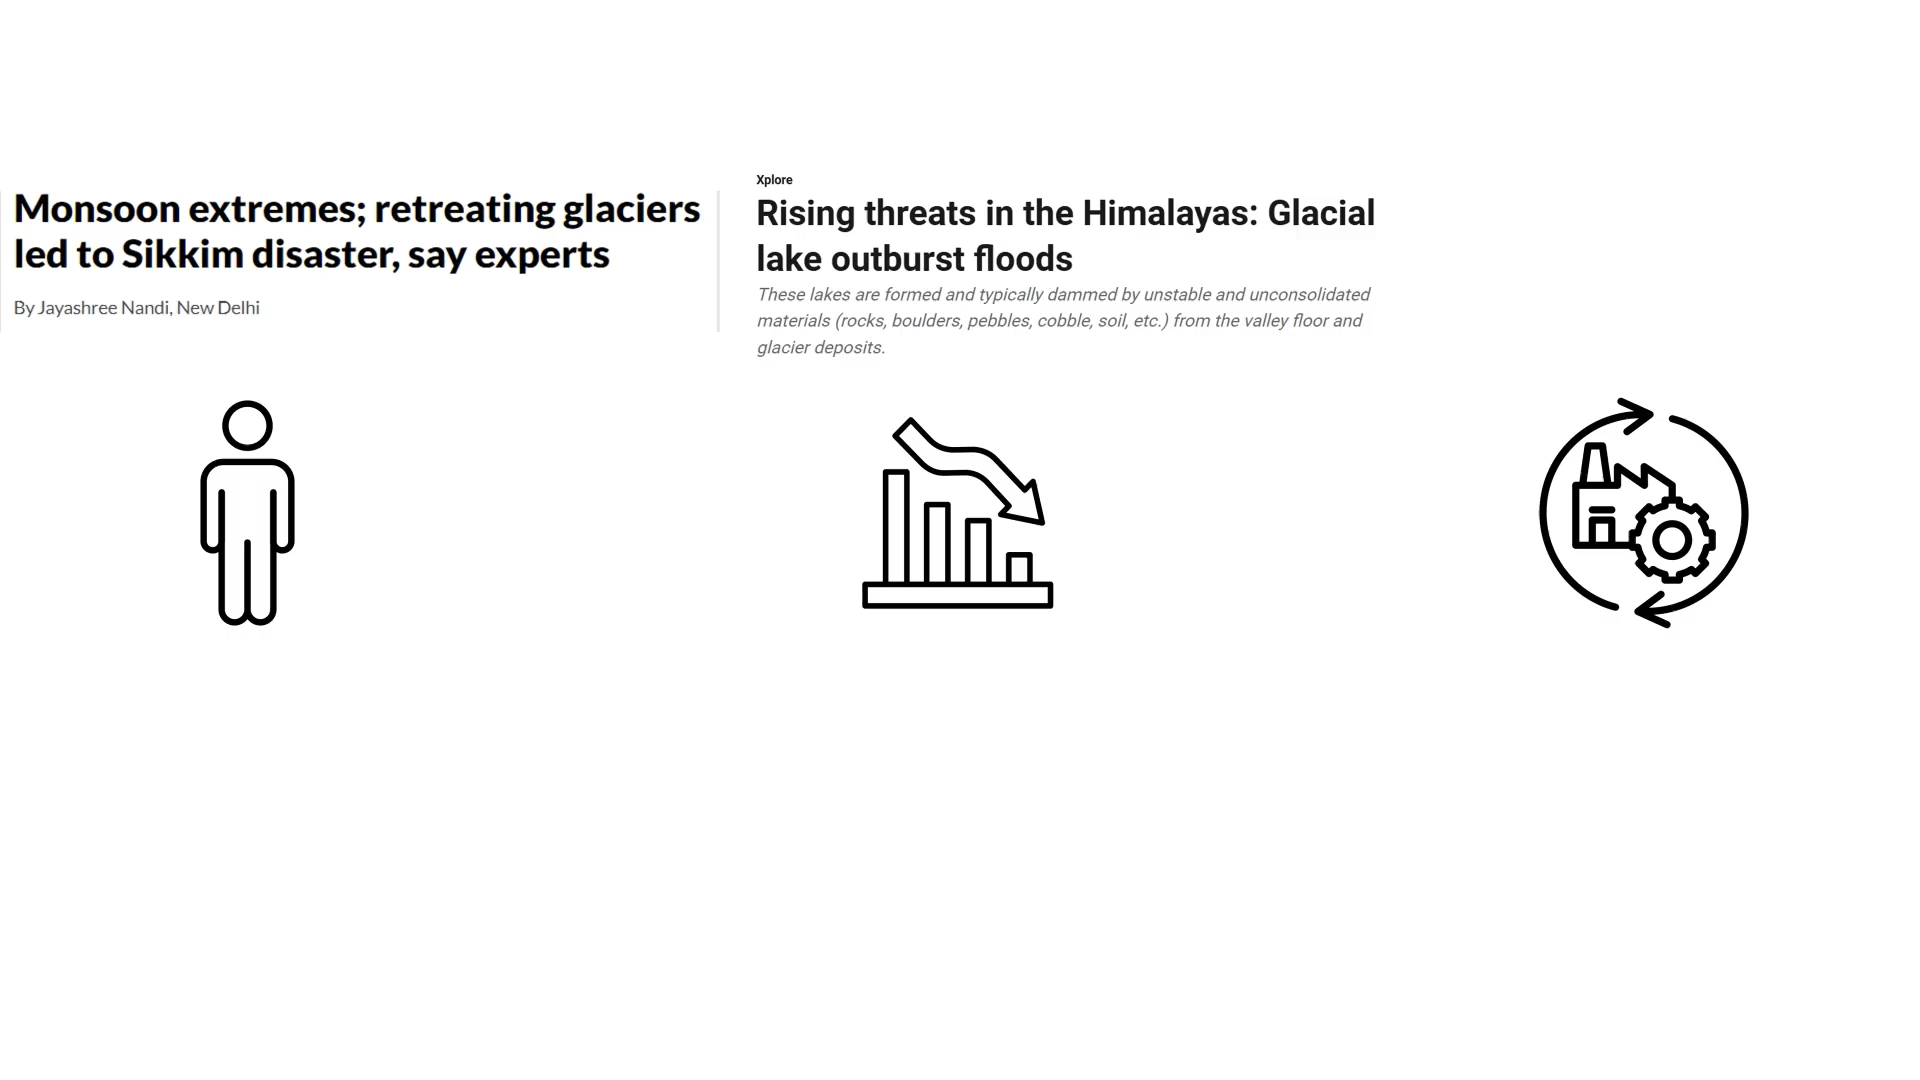 Monsoon extremes; retreating glaciers
led to Sikkim disaster, say experts
By Jayashree Nandi, New Delhi
Xplore
Rising threats in the Himalayas: Glacial
lake outburst floods
These lakes are formed and typically dammed by unstable and unconsolidated
materials (rocks, boulders, pebbles, cobble, soil, etc.) from the valley floor and
glacier deposits.